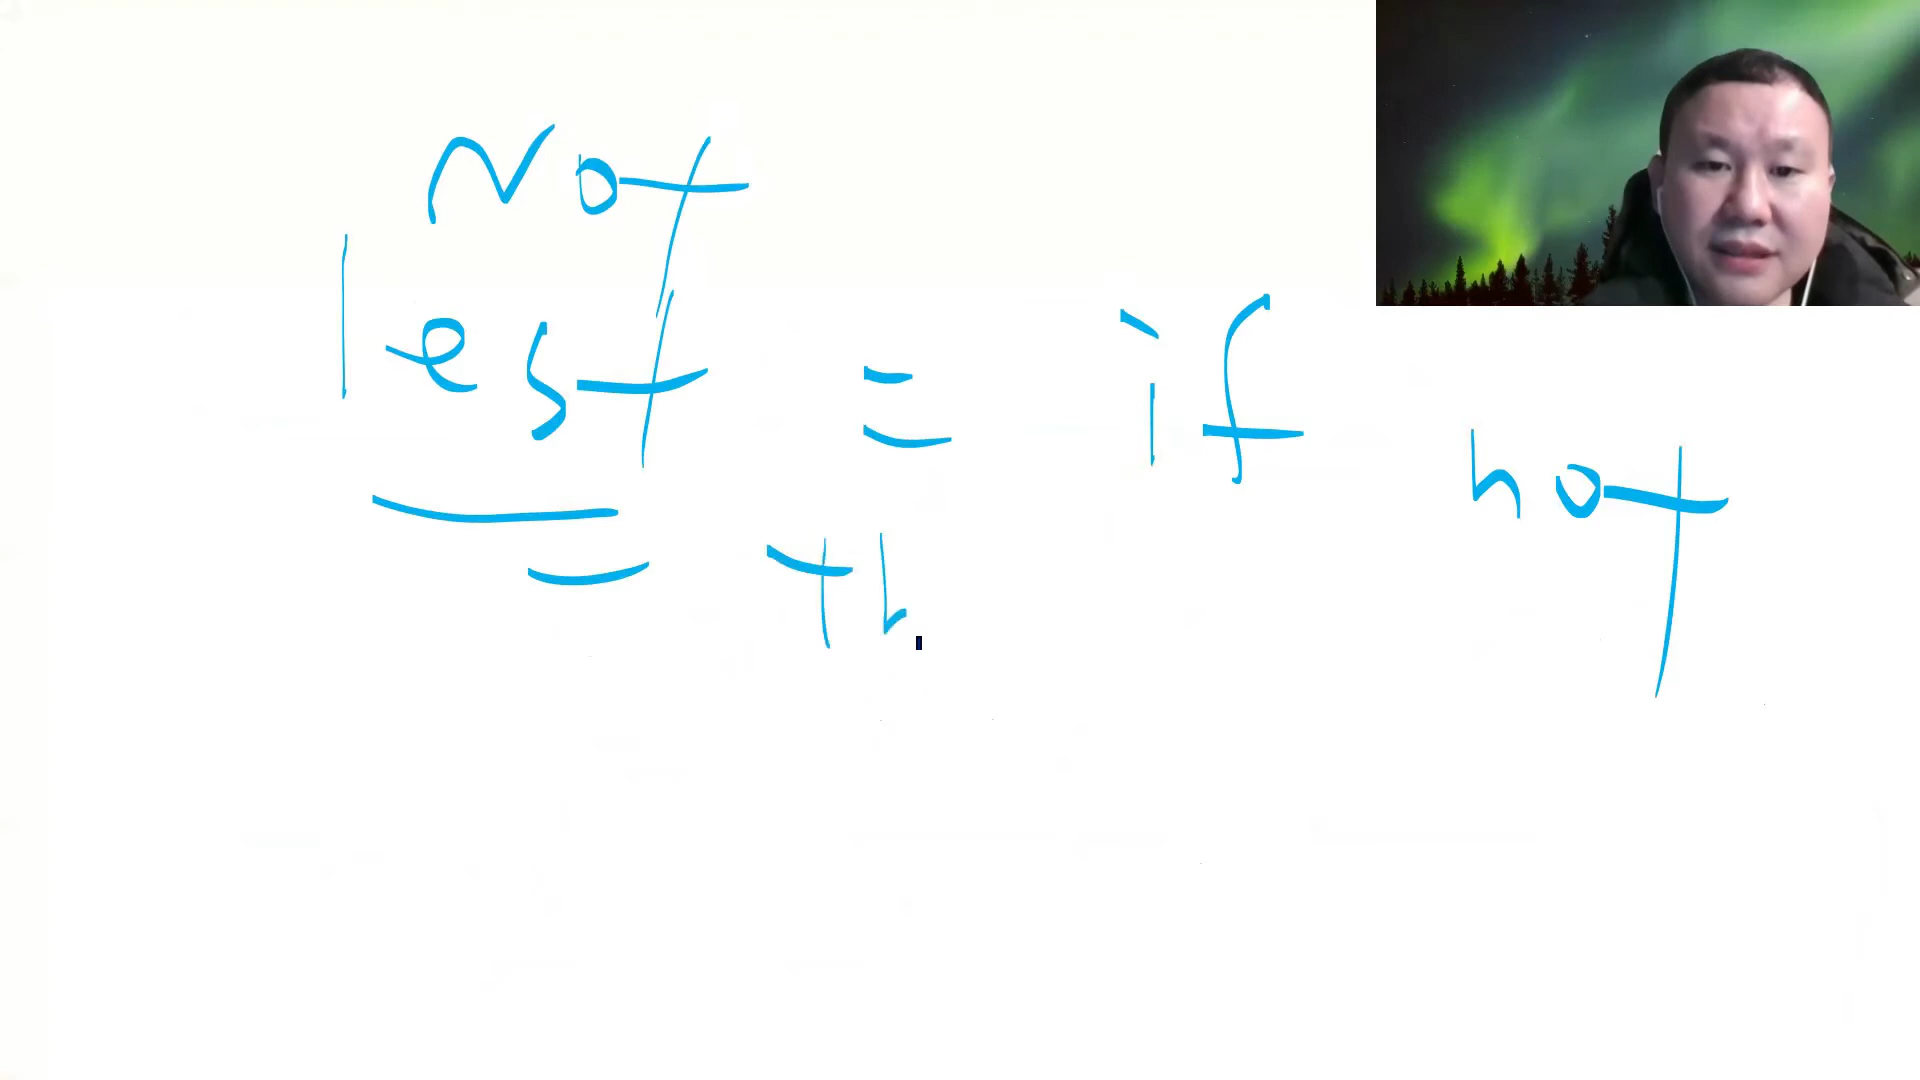 Not
lest = if not
= th